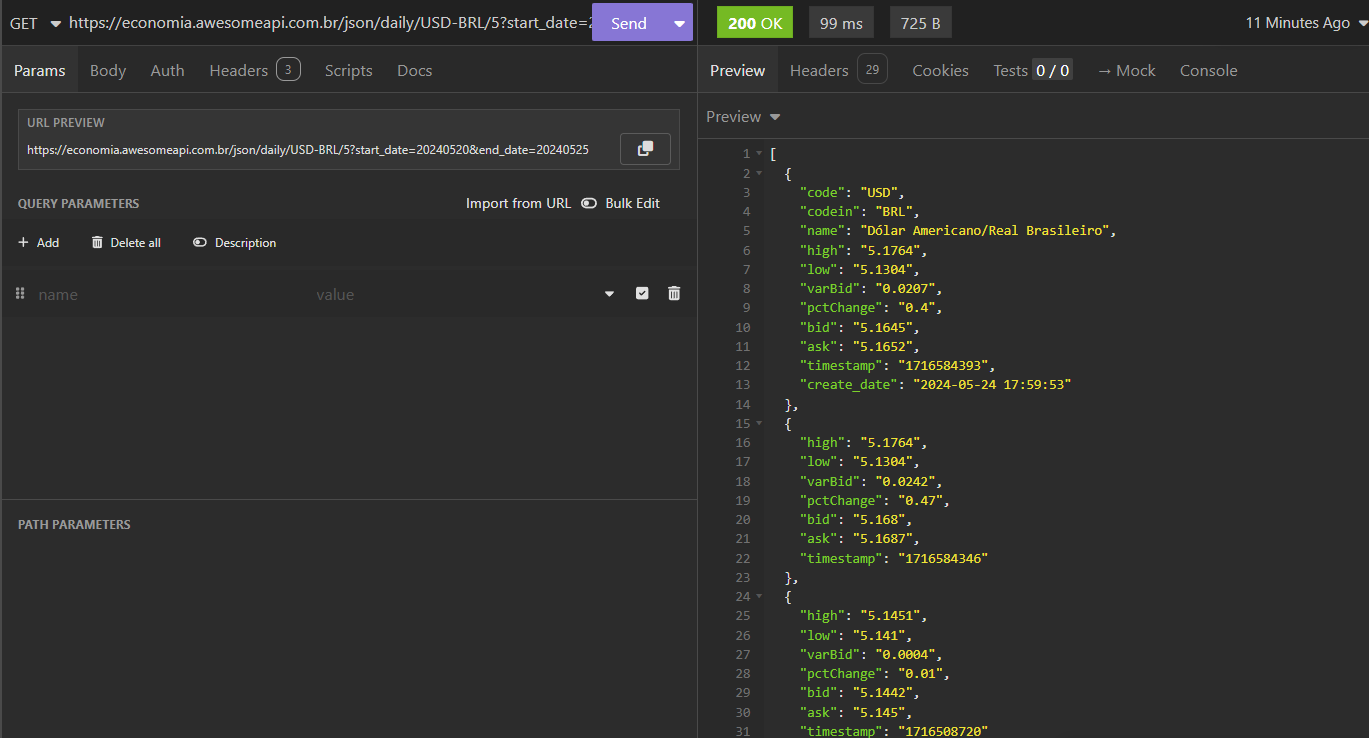 GET https://economia.awesomeapi.com.br/json/daily/USD-BRL/5?start_date=2 Send
Params Body Auth Headers 3 Scripts Docs
URL PREVIEW
https://economia.awesomeapi.com.br/json/daily/USD-BRL/5?start_date=20240520&end_date=20240525
QUERY PARAMETERS Import from URL Bulk Edit
Add Delete all Description
name value
PATH PARAMETERS
200 OK 99 ms 725 B 11 Minutes Ago
Preview Headers 29 Cookies Tests 0 / 0 → Mock Console
Preview
1 [
2 {
3 "code": "USD",
4 "codein": "BRL",
5 "name": "Dólar Americano/Real Brasileiro",
6 "high": "5.1764",
7 "low": "5.1304",
8 "varBid": "0.0207",
9 "pctChange": "0.4",
10 "bid": "5.1645",
11 "ask": "5.1652",
12 "timestamp": "1716584393",
13 "create_date": "2024-05-24 17:59:53"
14 },
15 {
16 "high": "5.1764",
17 "low": "5.1304",
18 "varBid": "0.0242",
19 "pctChange": "0.47",
20 "bid": "5.168",
21 "ask": "5.1687",
22 "timestamp": "1716584346"
23 },
24 {
25 "high": "5.1451",
26 "low": "5.141",
27 "varBid": "0.0004",
28 "pctChange": "0.01",
29 "bid": "5.1442",
30 "ask": "5.145",
31 "timestamp": "1716508720"